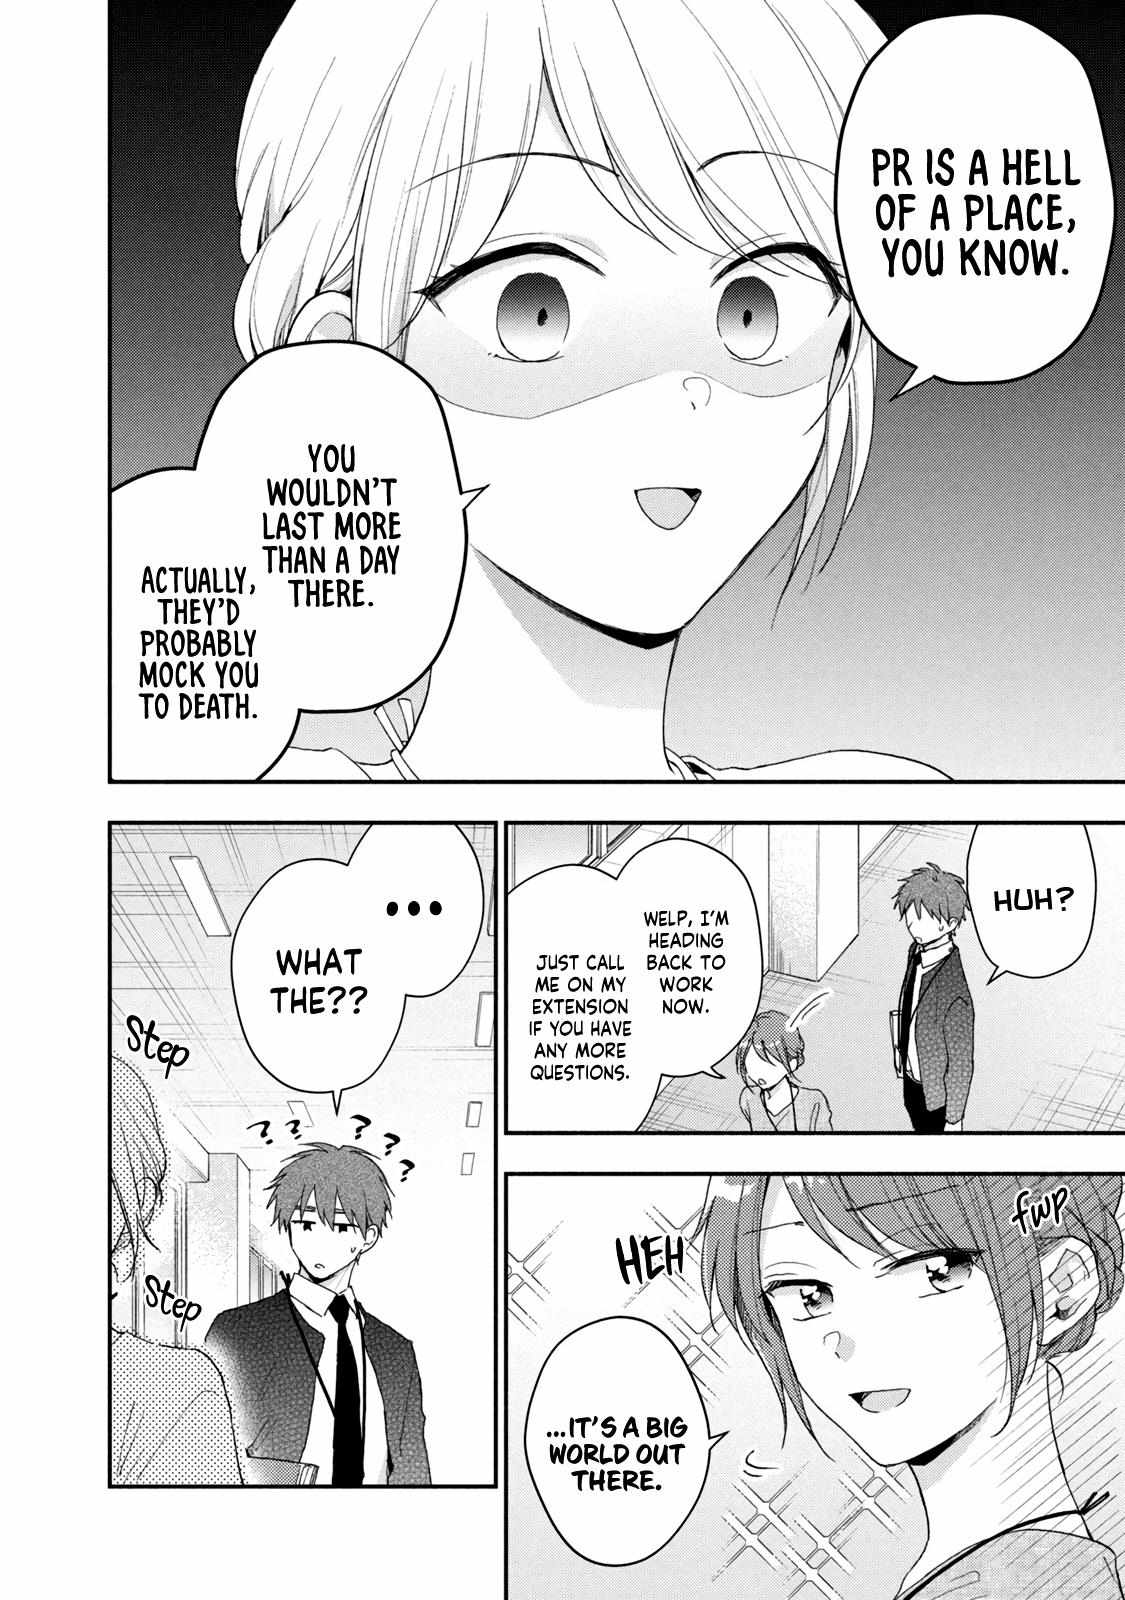 PR IS A HELL
OF A PLACE,
YOU KNOW.
YOU
WOULDN'T
LAST MORE
THAN A DAY
THERE.
ACTUALLY,
THEY'D
PROBABLY
MOCK YOU
TO DEATH.
HUH?
WELP, I'M
HEADING
BACK TO
WORK
NOW.
JUST CALL
ME ON MY
EXTENSION
IF YOU HAVE
ANY MORE
QUESTIONS.
fwp
HEH
...IT'S A BIG
WORLD OUT
THERE.
...
WHAT
THE??
Step
? ? ? ? ?
Step